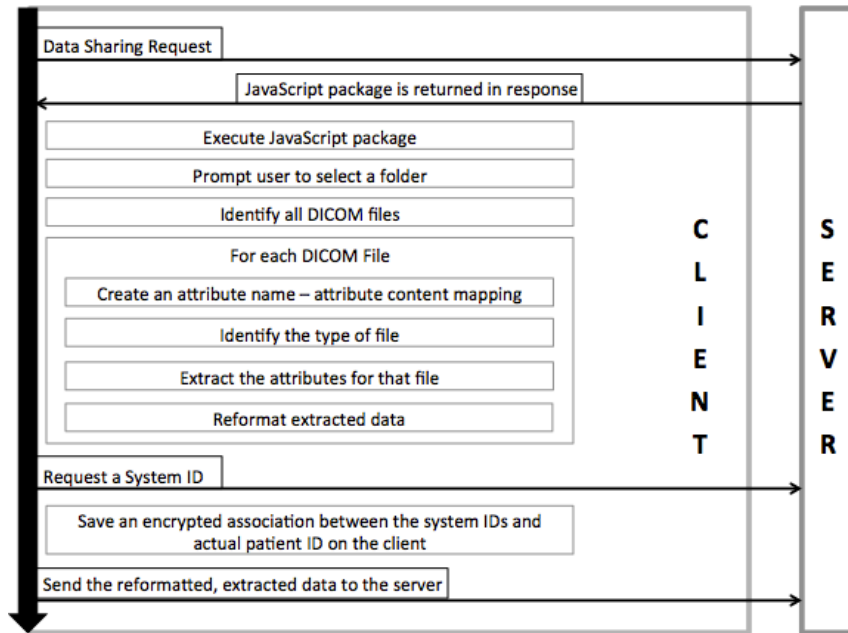 Data Sharing Request
JavaScript package is returned in response
Execute JavaScript package
Prompt user to select a folder
Identify all DICOM files
For each DICOM File
Create an attribute name – attribute content mapping
Identify the type of file
Extract the attributes for that file
Reformat extracted data
Request a System ID
Save an encrypted association between the system IDs and
actual patient ID on the client
Send the reformatted, extracted data to the server
CLIENT
SERVER